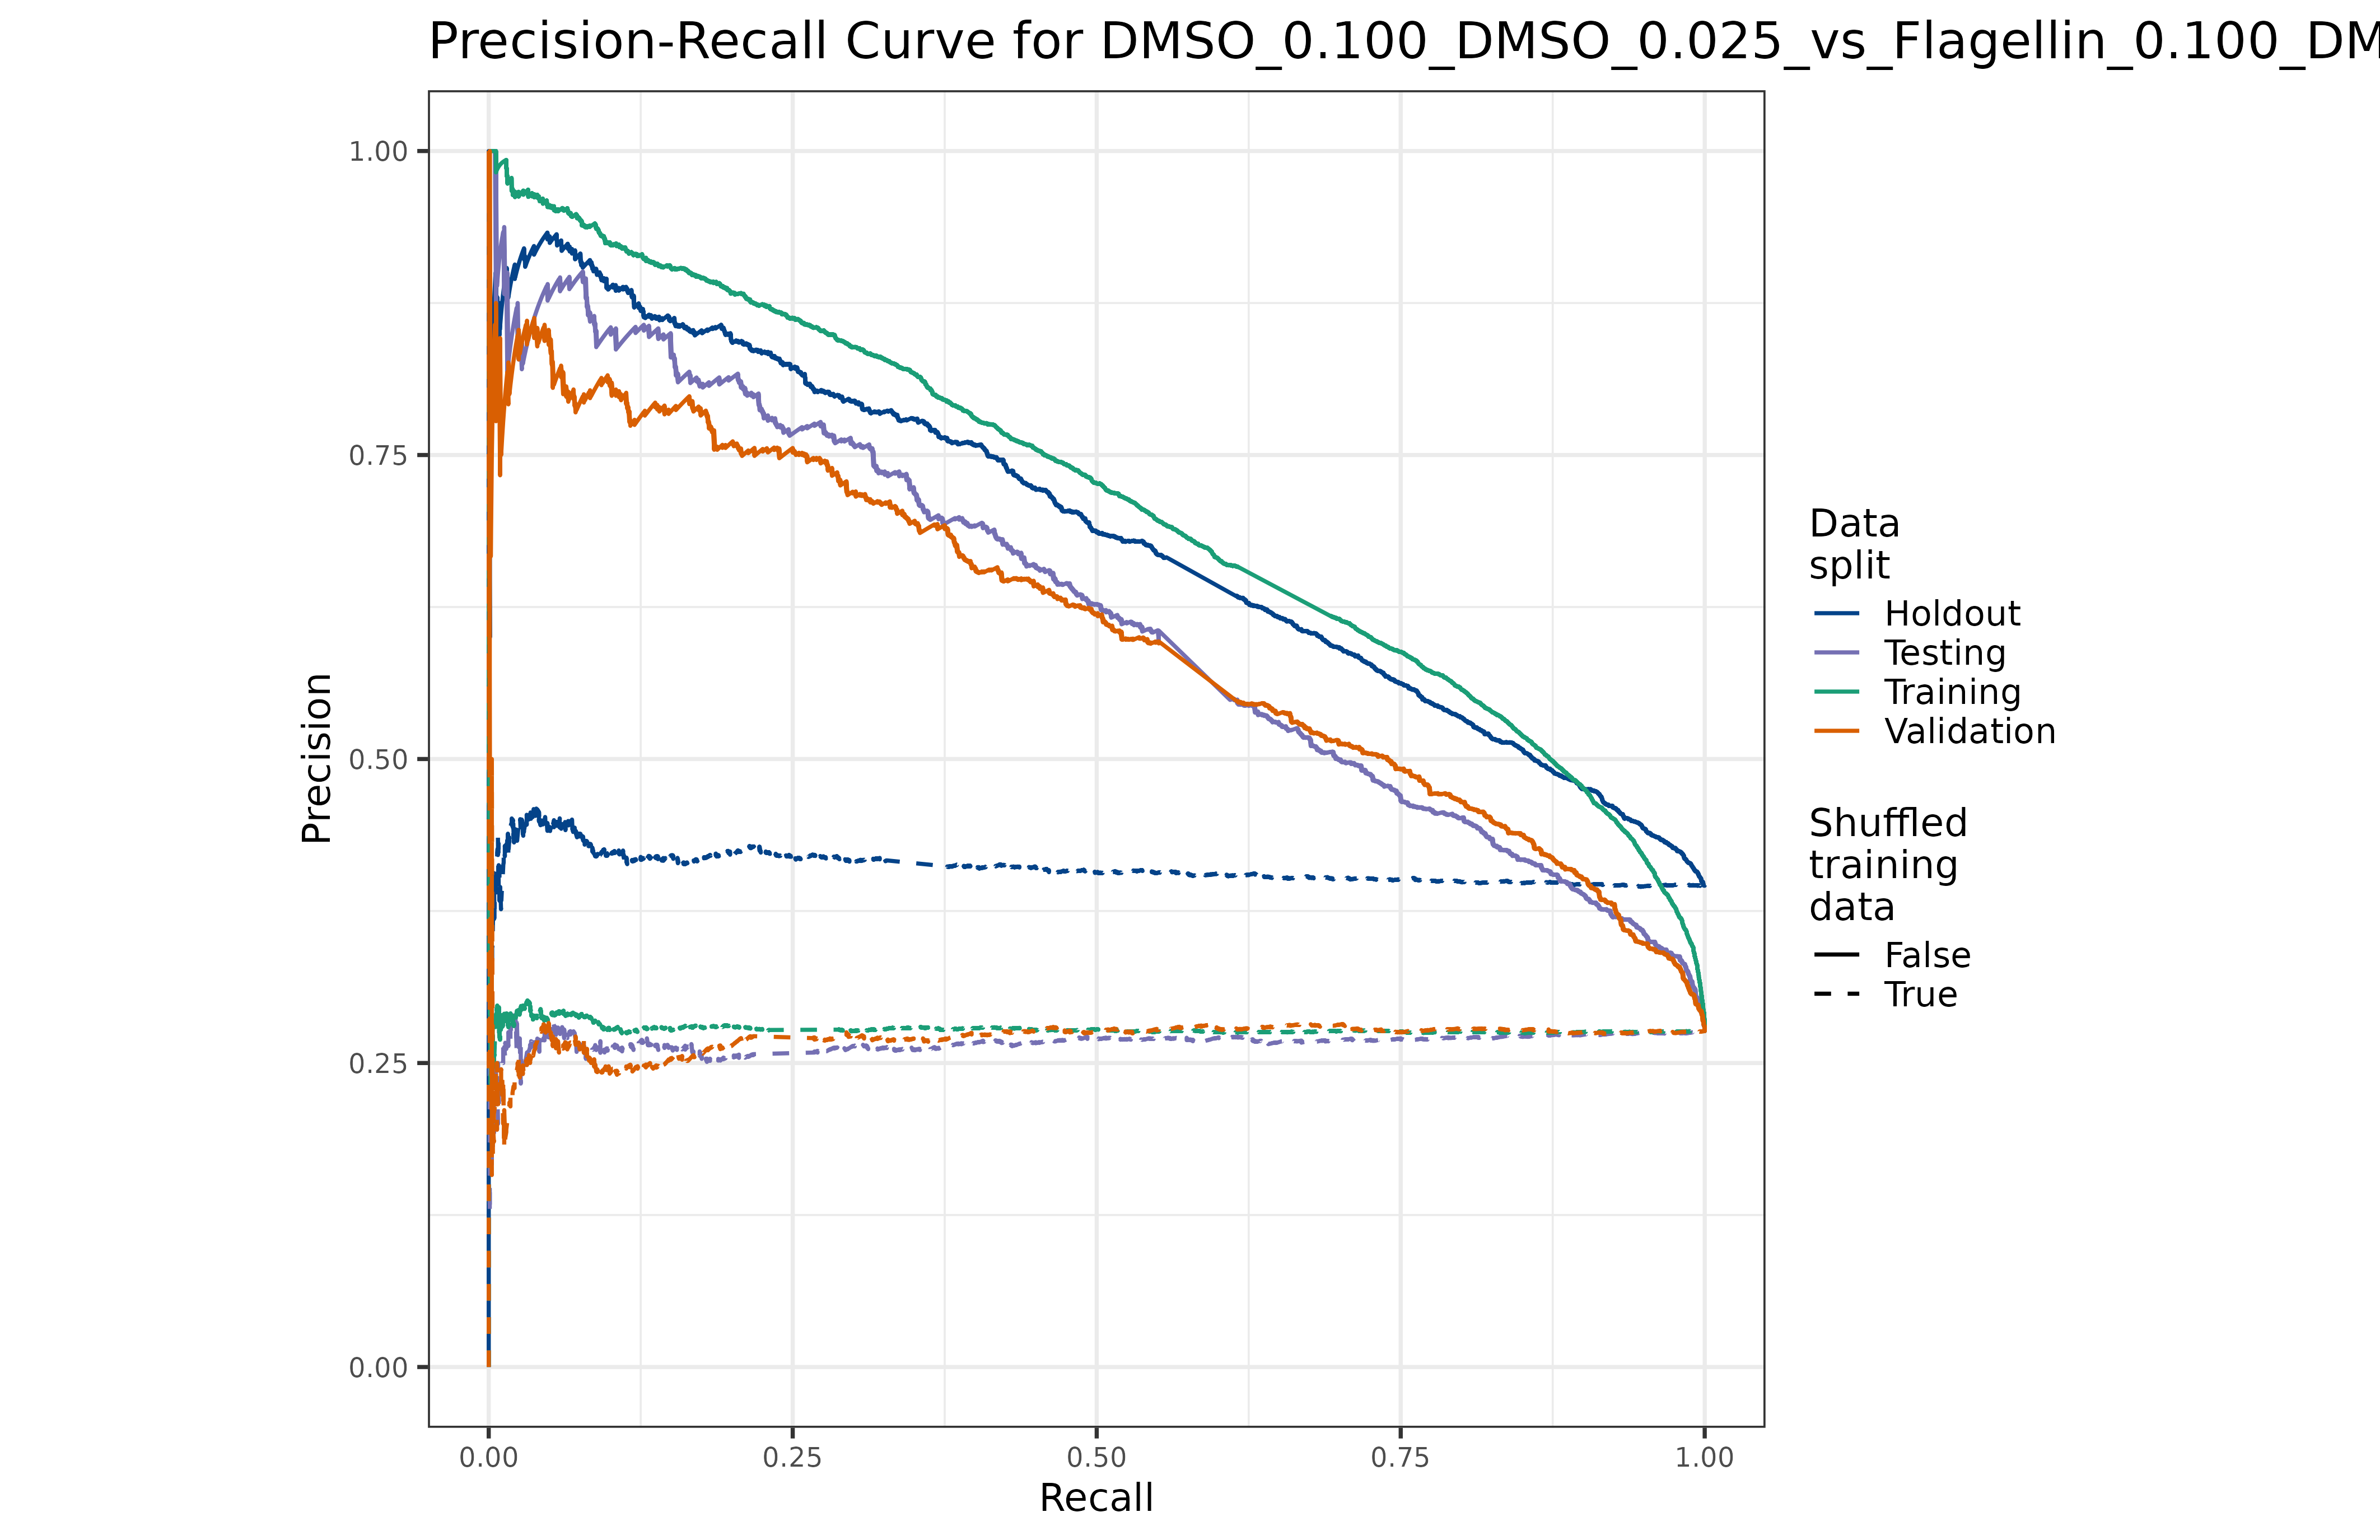 Precision-Recall Curve for DMSO_0.100_DMSO_0.025_vs_Flagellin_0.100_DM
1.00
0.75
0.50
0.25
0.00
Precision
0.00 0.25 0.50 0.75 1.00
Recall
Data
split
Holdout
Testing
Training
Validation
Shuffled
training
data
False
True